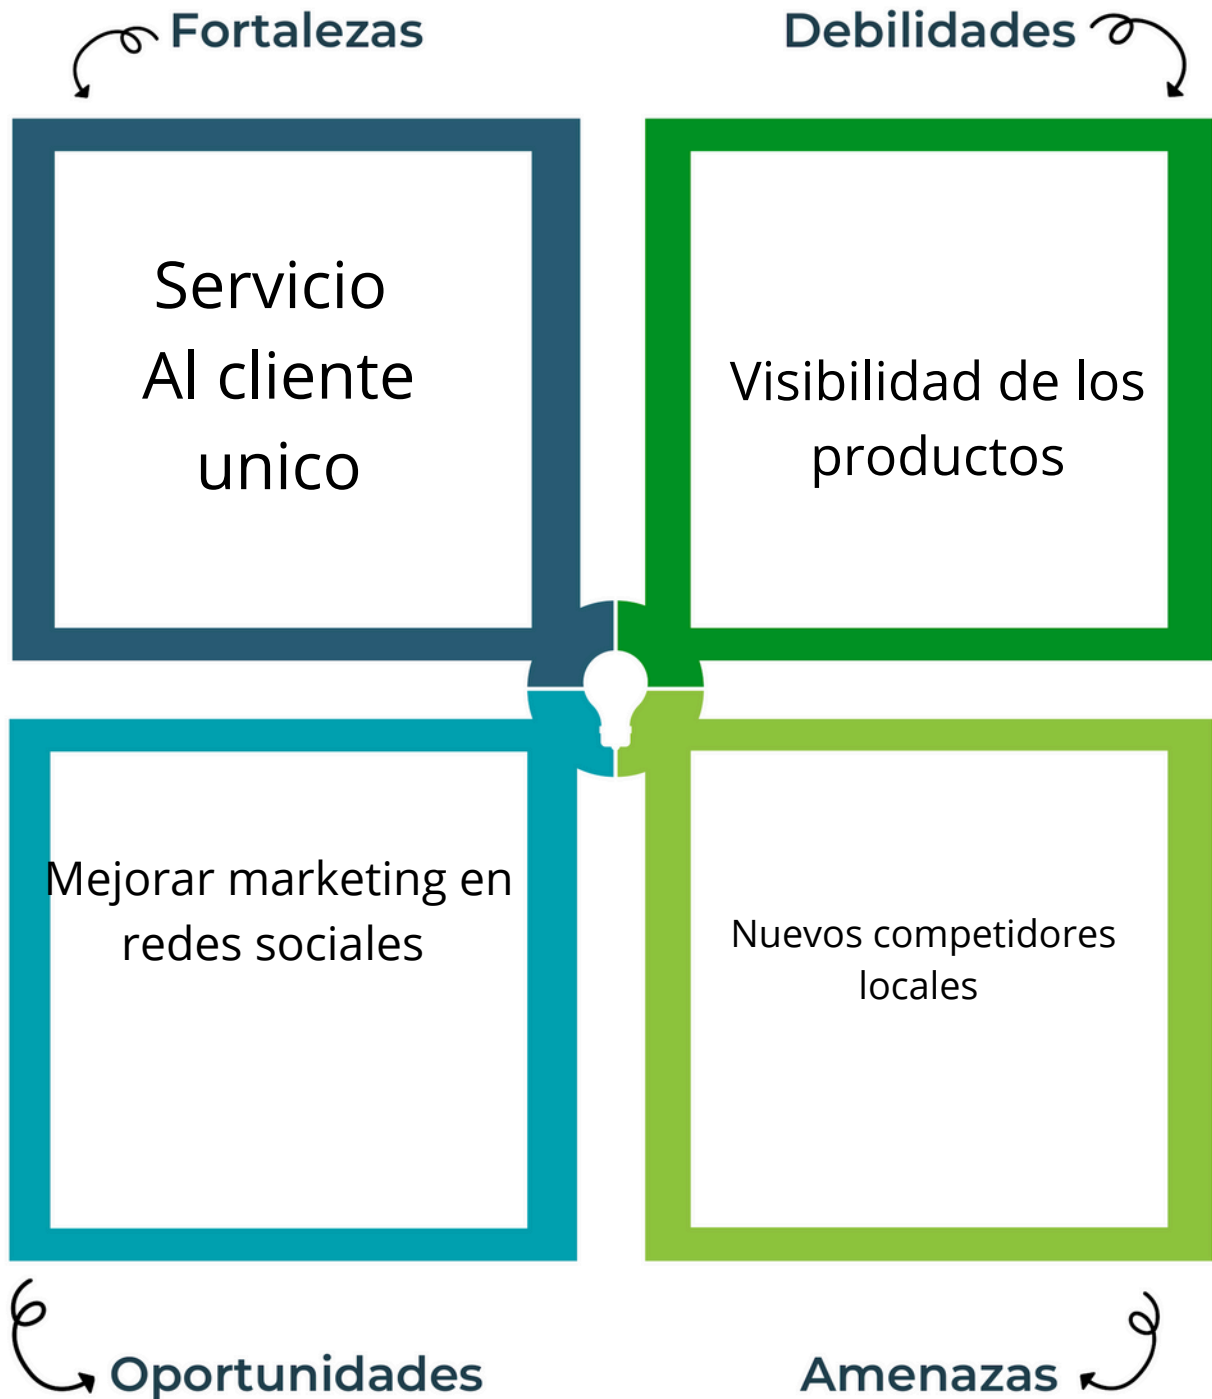 Fortalezas
Debilidades
Servicio
Al cliente
unico
Visibilidad de los
productos
Mejorar marketing en
redes sociales
Nuevos competidores
locales
Oportunidades
Amenazas